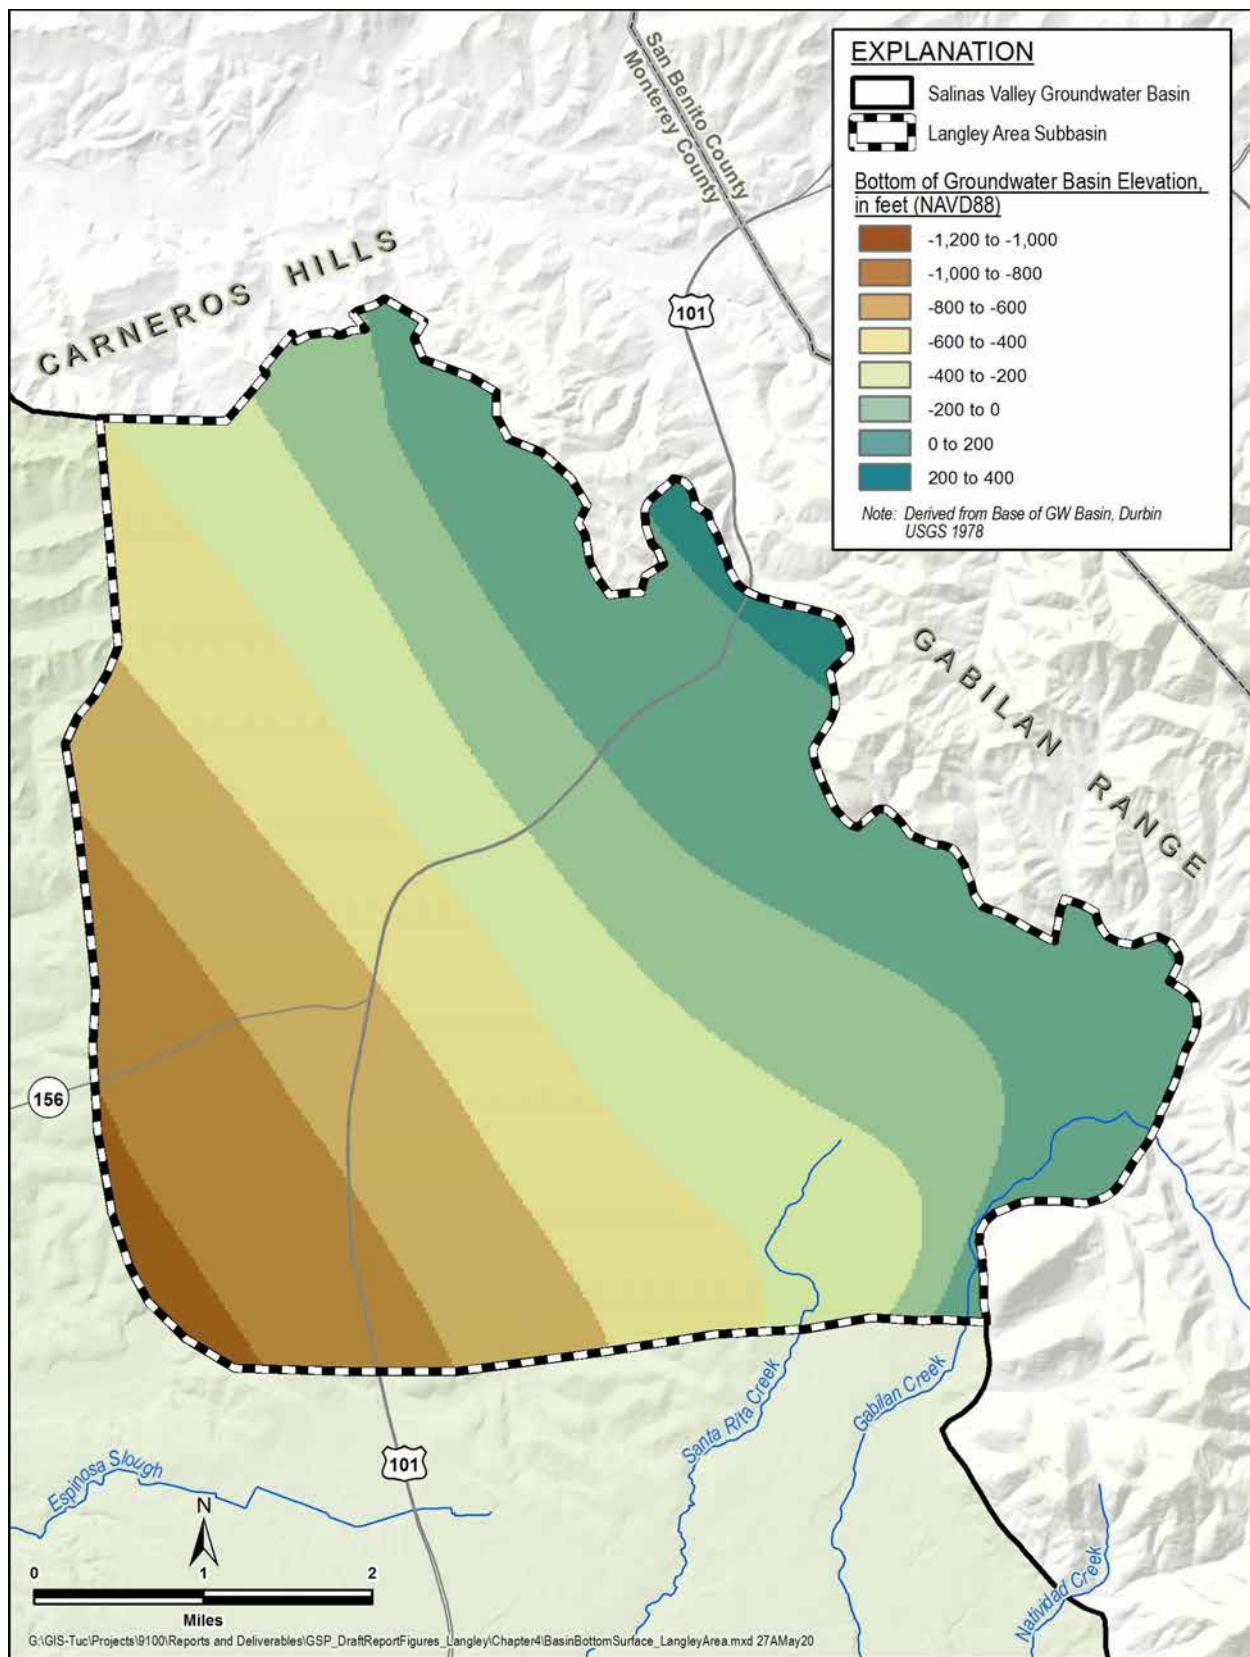 San Benito County
Monterey County
EXPLANATION
Salinas Valley Groundwater Basin
Langley Area Subbasin
Bottom of Groundwater Basin Elevation,
in feet (NAVD88)
-1,200 to -1,000
-1,000 to -800
-800 to -600
-600 to -400
-400 to -200
-200 to 0
0 to 200
200 to 400
Note: Derived from Base of GW Basin, Durbin
USGS 1978
CARNEROS HILLS
101
GABILAN RANGE
156
Santa Rita Creek
Gabilan Creek
101
Espinosa Slough
N
0 1 2
Miles
Natividad Creek
G:\GIS-Tuc\Projects\9100\Reports and Deliverables\GSP_DraftReportFigures_Langley\Chapter4\BasinBottomSurface_LangleyArea.mxd 27AMay20